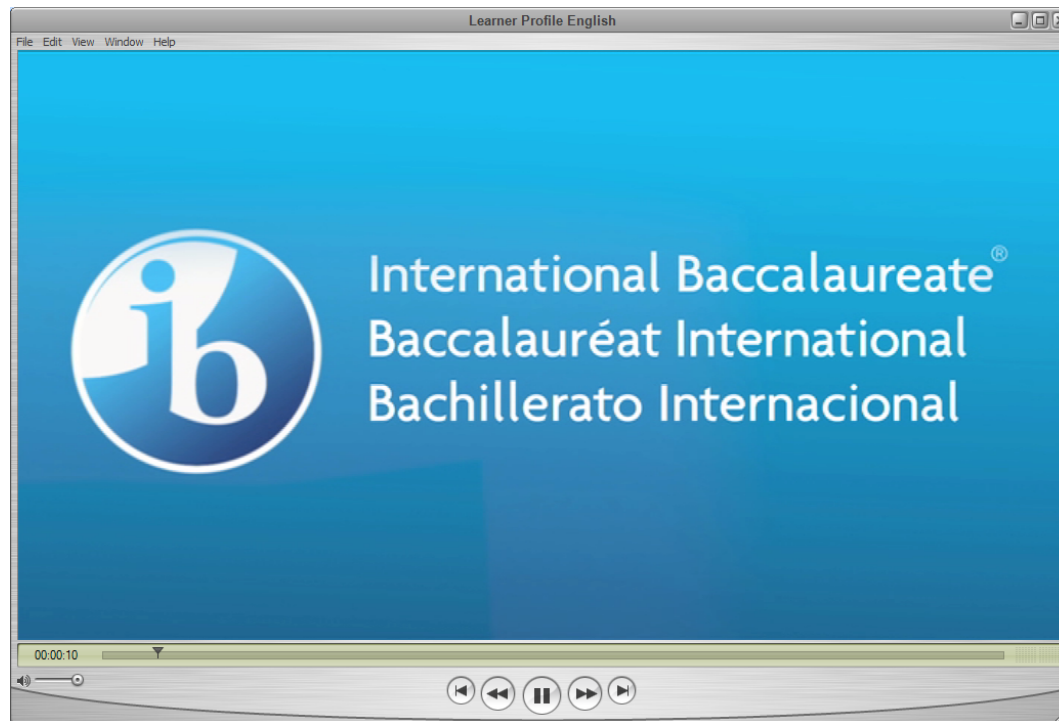 Learner Profile English
File Edit View Window Help
ib
International Baccalaureate®
Baccalauréat International
Bachillerato Internacional
00:00:10